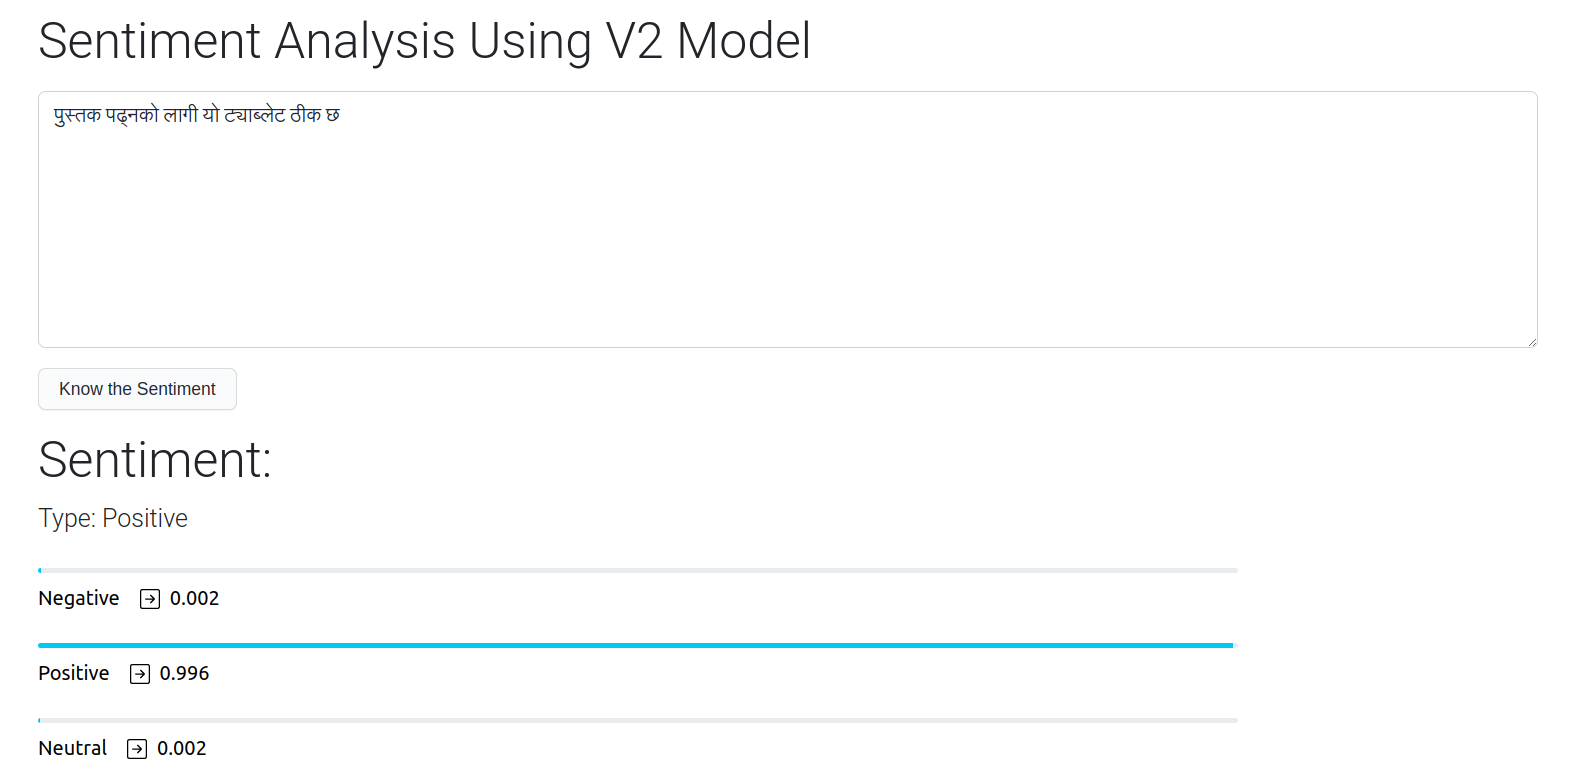 Sentiment Analysis Using V2 Model
पुस्तक पढ्नको लागी यो ट्याब्लेट ठीक छ
Know the Sentiment
Sentiment:
Type: Positive
Negative 0.002
Positive 0.996
Neutral 0.002